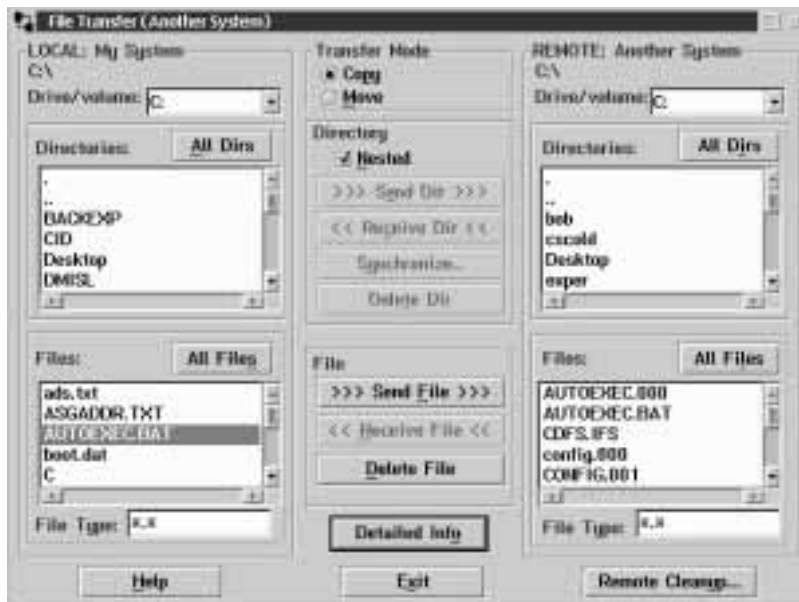 File Transfer (Another System)
LOCAL: My System
C:\
Drive/volume: C:
Directories:
All Dirs
.
..
BACKEXP
CID
Desktop
DMISL
Files:
All Files
ads.txt
ASGADDR.TXT
AUTOEXEC.BAT
boot.dat
C
File Type: *.*
Help
Transfer Mode
Copy
Move
Directory
Nested
>>> Send Dir >>>
<< Receive Dir <<
Synchronize...
Delete Dir
File
>>> Send File >>>
<< Receive File <<
Delete File
Detailed Info
Exit
REMOTE: Another System
C:\
Drive/volume: C:
Directories:
All Dirs
.
..
bob
cscold
Desktop
exper
Files:
All Files
AUTOEXEC.000
AUTOEXEC.BAT
CDFS.IFS
config.000
CONFIG.001
File Type: *.*
Remote Cleanup...